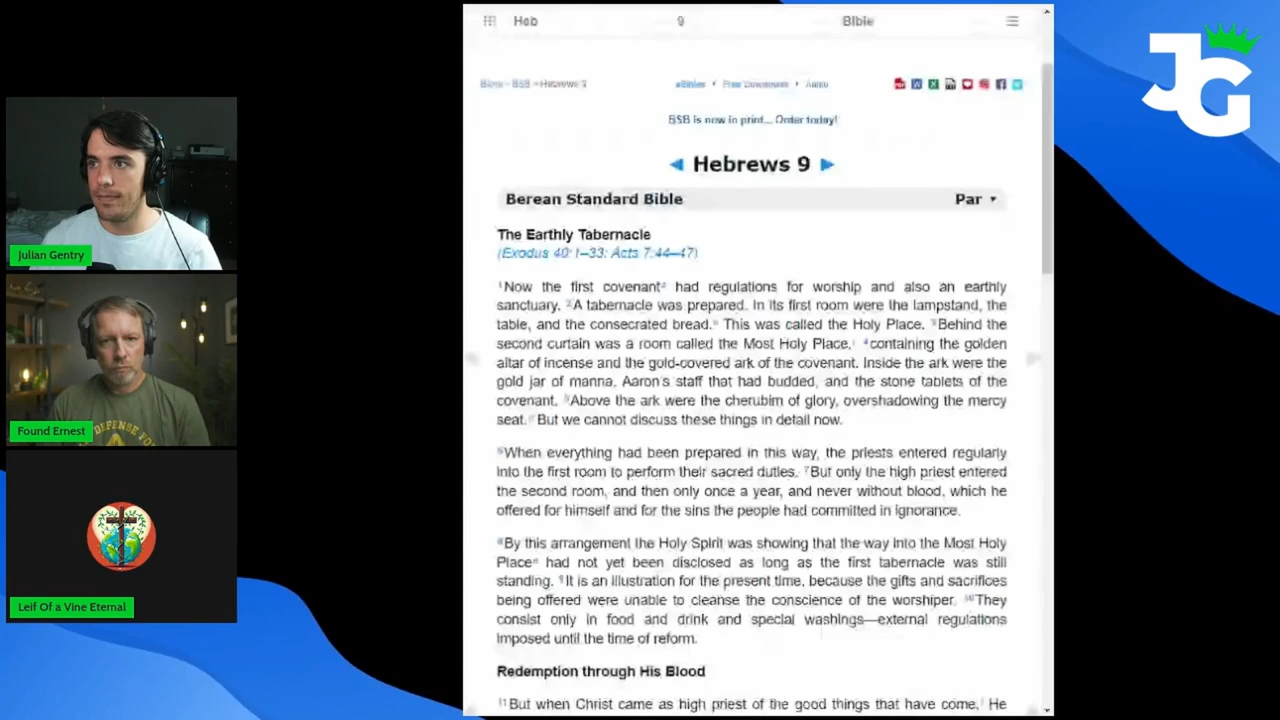 Heb 9 Bible
JG
Bible > BSB > Hebrews 9 eBibles • Free Downloads • Audio
BSB is now in print... Order today!
◄ Hebrews 9 ►
Berean Standard Bible Par ▼
The Earthly Tabernacle
(Exodus 40:1–33; Acts 7:44–47)
1Now the first covenant had regulations for worship and also an earthly
sanctuary. 2A tabernacle was prepared. In its first room were the lampstand, the
table, and the consecrated bread. This was called the Holy Place. 3Behind the
second curtain was a room called the Most Holy Place, 4containing the golden
altar of incense and the gold-covered ark of the covenant. Inside the ark were the
gold jar of manna, Aaron's staff that had budded, and the stone tablets of the
covenant. 5Above the ark were the cherubim of glory, overshadowing the mercy
seat. But we cannot discuss these things in detail now.
6When everything had been prepared in this way, the priests entered regularly
into the first room to perform their sacred duties. 7But only the high priest entered
the second room, and then only once a year, and never without blood, which he
offered for himself and for the sins the people had committed in ignorance.
8By this arrangement the Holy Spirit was showing that the way into the Most Holy
Place had not yet been disclosed as long as the first tabernacle was still
standing. 9It is an illustration for the present time, because the gifts and sacrifices
being offered were unable to cleanse the conscience of the worshiper. 10They
consist only in food and drink and special washings—external regulations
imposed until the time of reform.
Redemption through His Blood
11But when Christ came as high priest of the good things that have come, He
Julian Gentry
Found Ernest
Leif Of a Vine Eternal